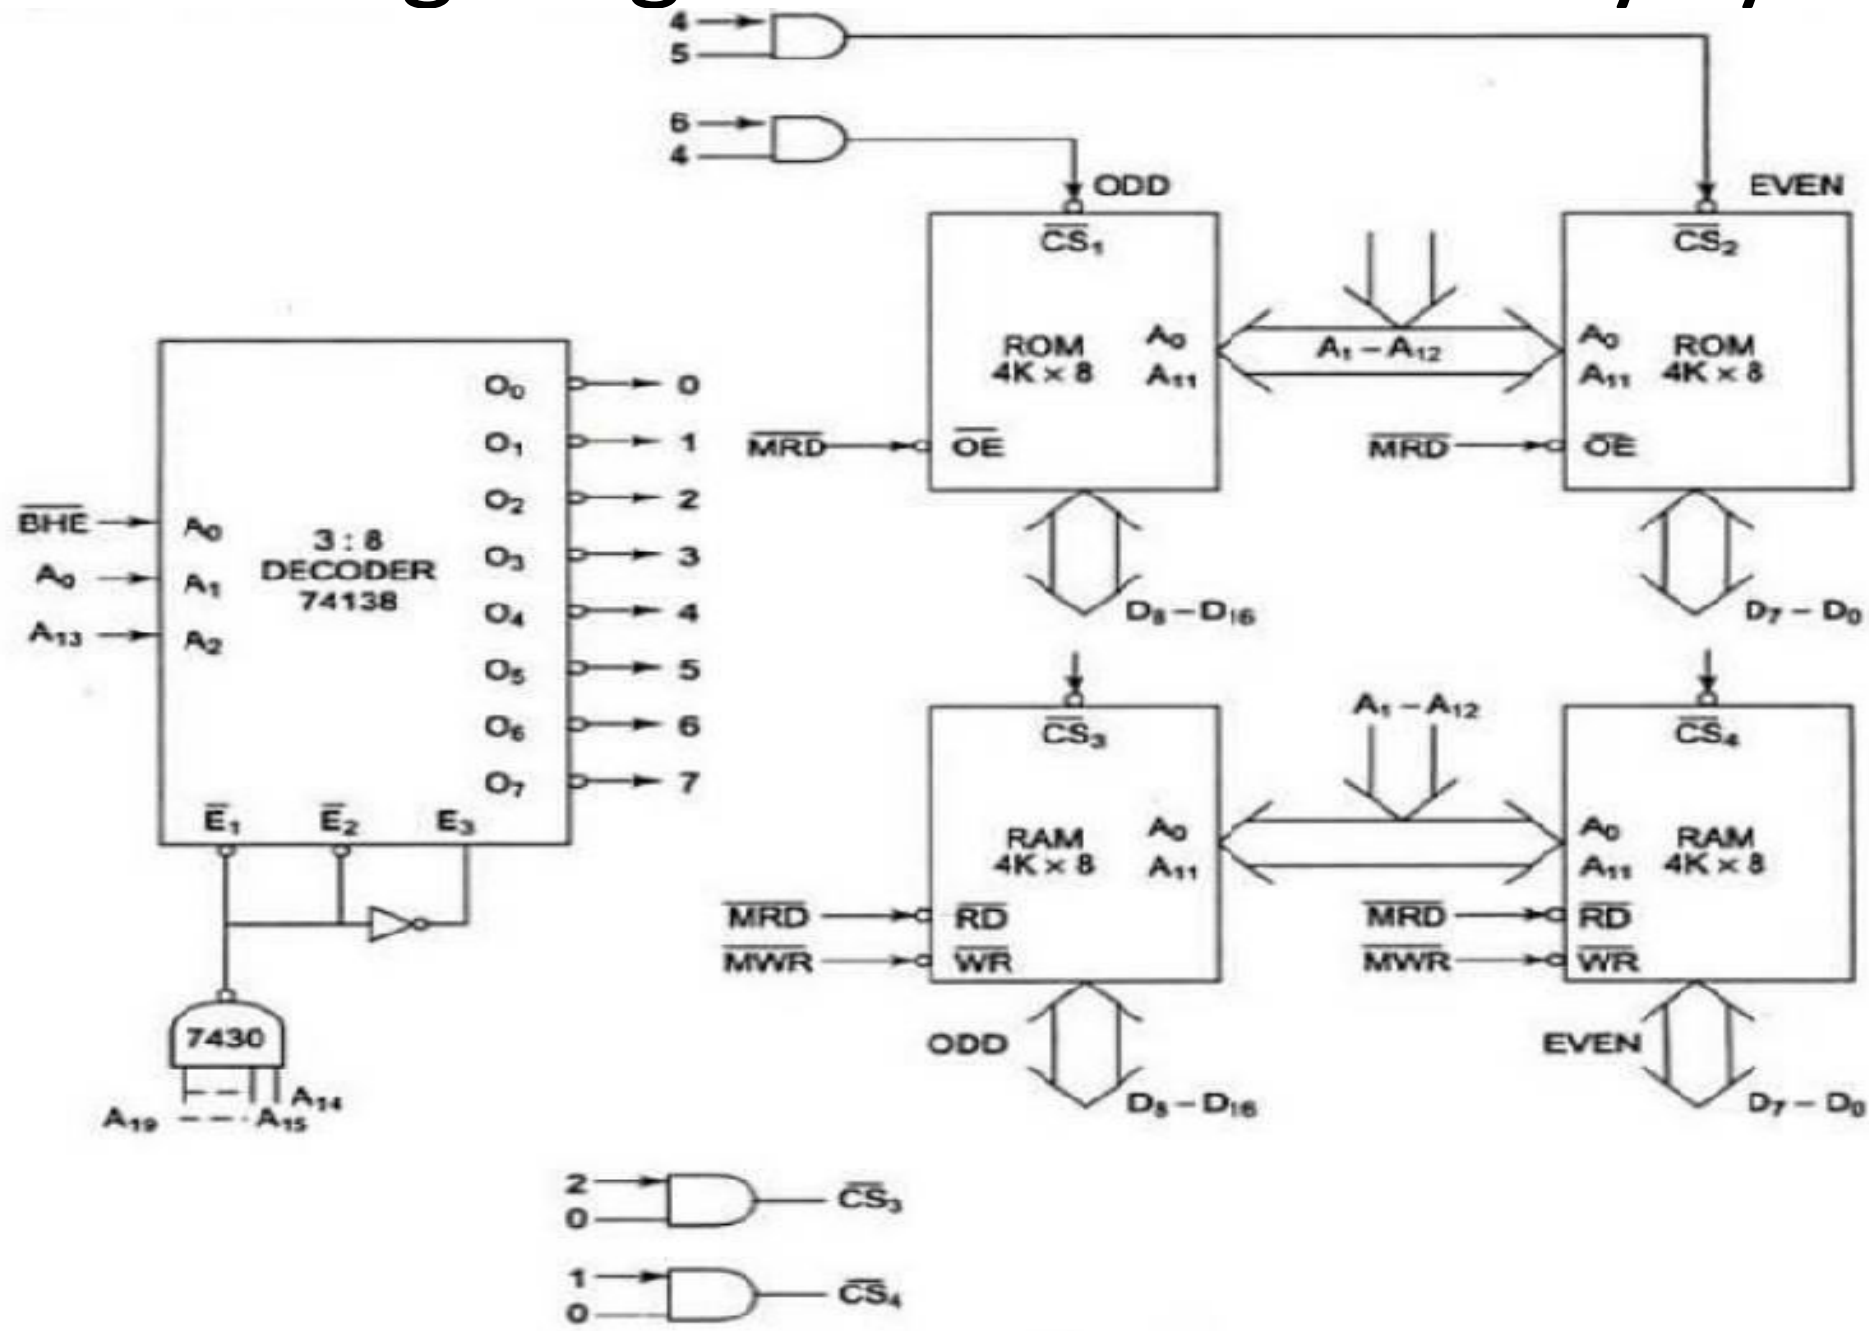 4
5
6
4
ODD
EVEN
CS₁
CS₂
ROM
4K × 8
A₀
A₁₁
A₁ – A₁₂
A₀
A₁₁
ROM
4K × 8
MRD
OE
MRD
OE
D₈ – D₁₆
D₇ – D₀
BHE
A₀
A₁₃
A₀
A₁
A₂
3 : 8
DECODER
74138
O₀ 0
O₁ 1
O₂ 2
O₃ 3
O₄ 4
O₅ 5
O₆ 6
O₇ 7
E₁ E₂ E₃
7430
A₁₄
A₁₉ A₁₅
CS₃
A₁ – A₁₂
CS₄
RAM
4K × 8
A₀
A₁₁
A₀
A₁₁
RAM
4K × 8
MRD
RD
MWR
WR
MRD
RD
MWR
WR
ODD
D₈ – D₁₆
EVEN
D₇ – D₀
2
0
CS₃
1
0
CS₄